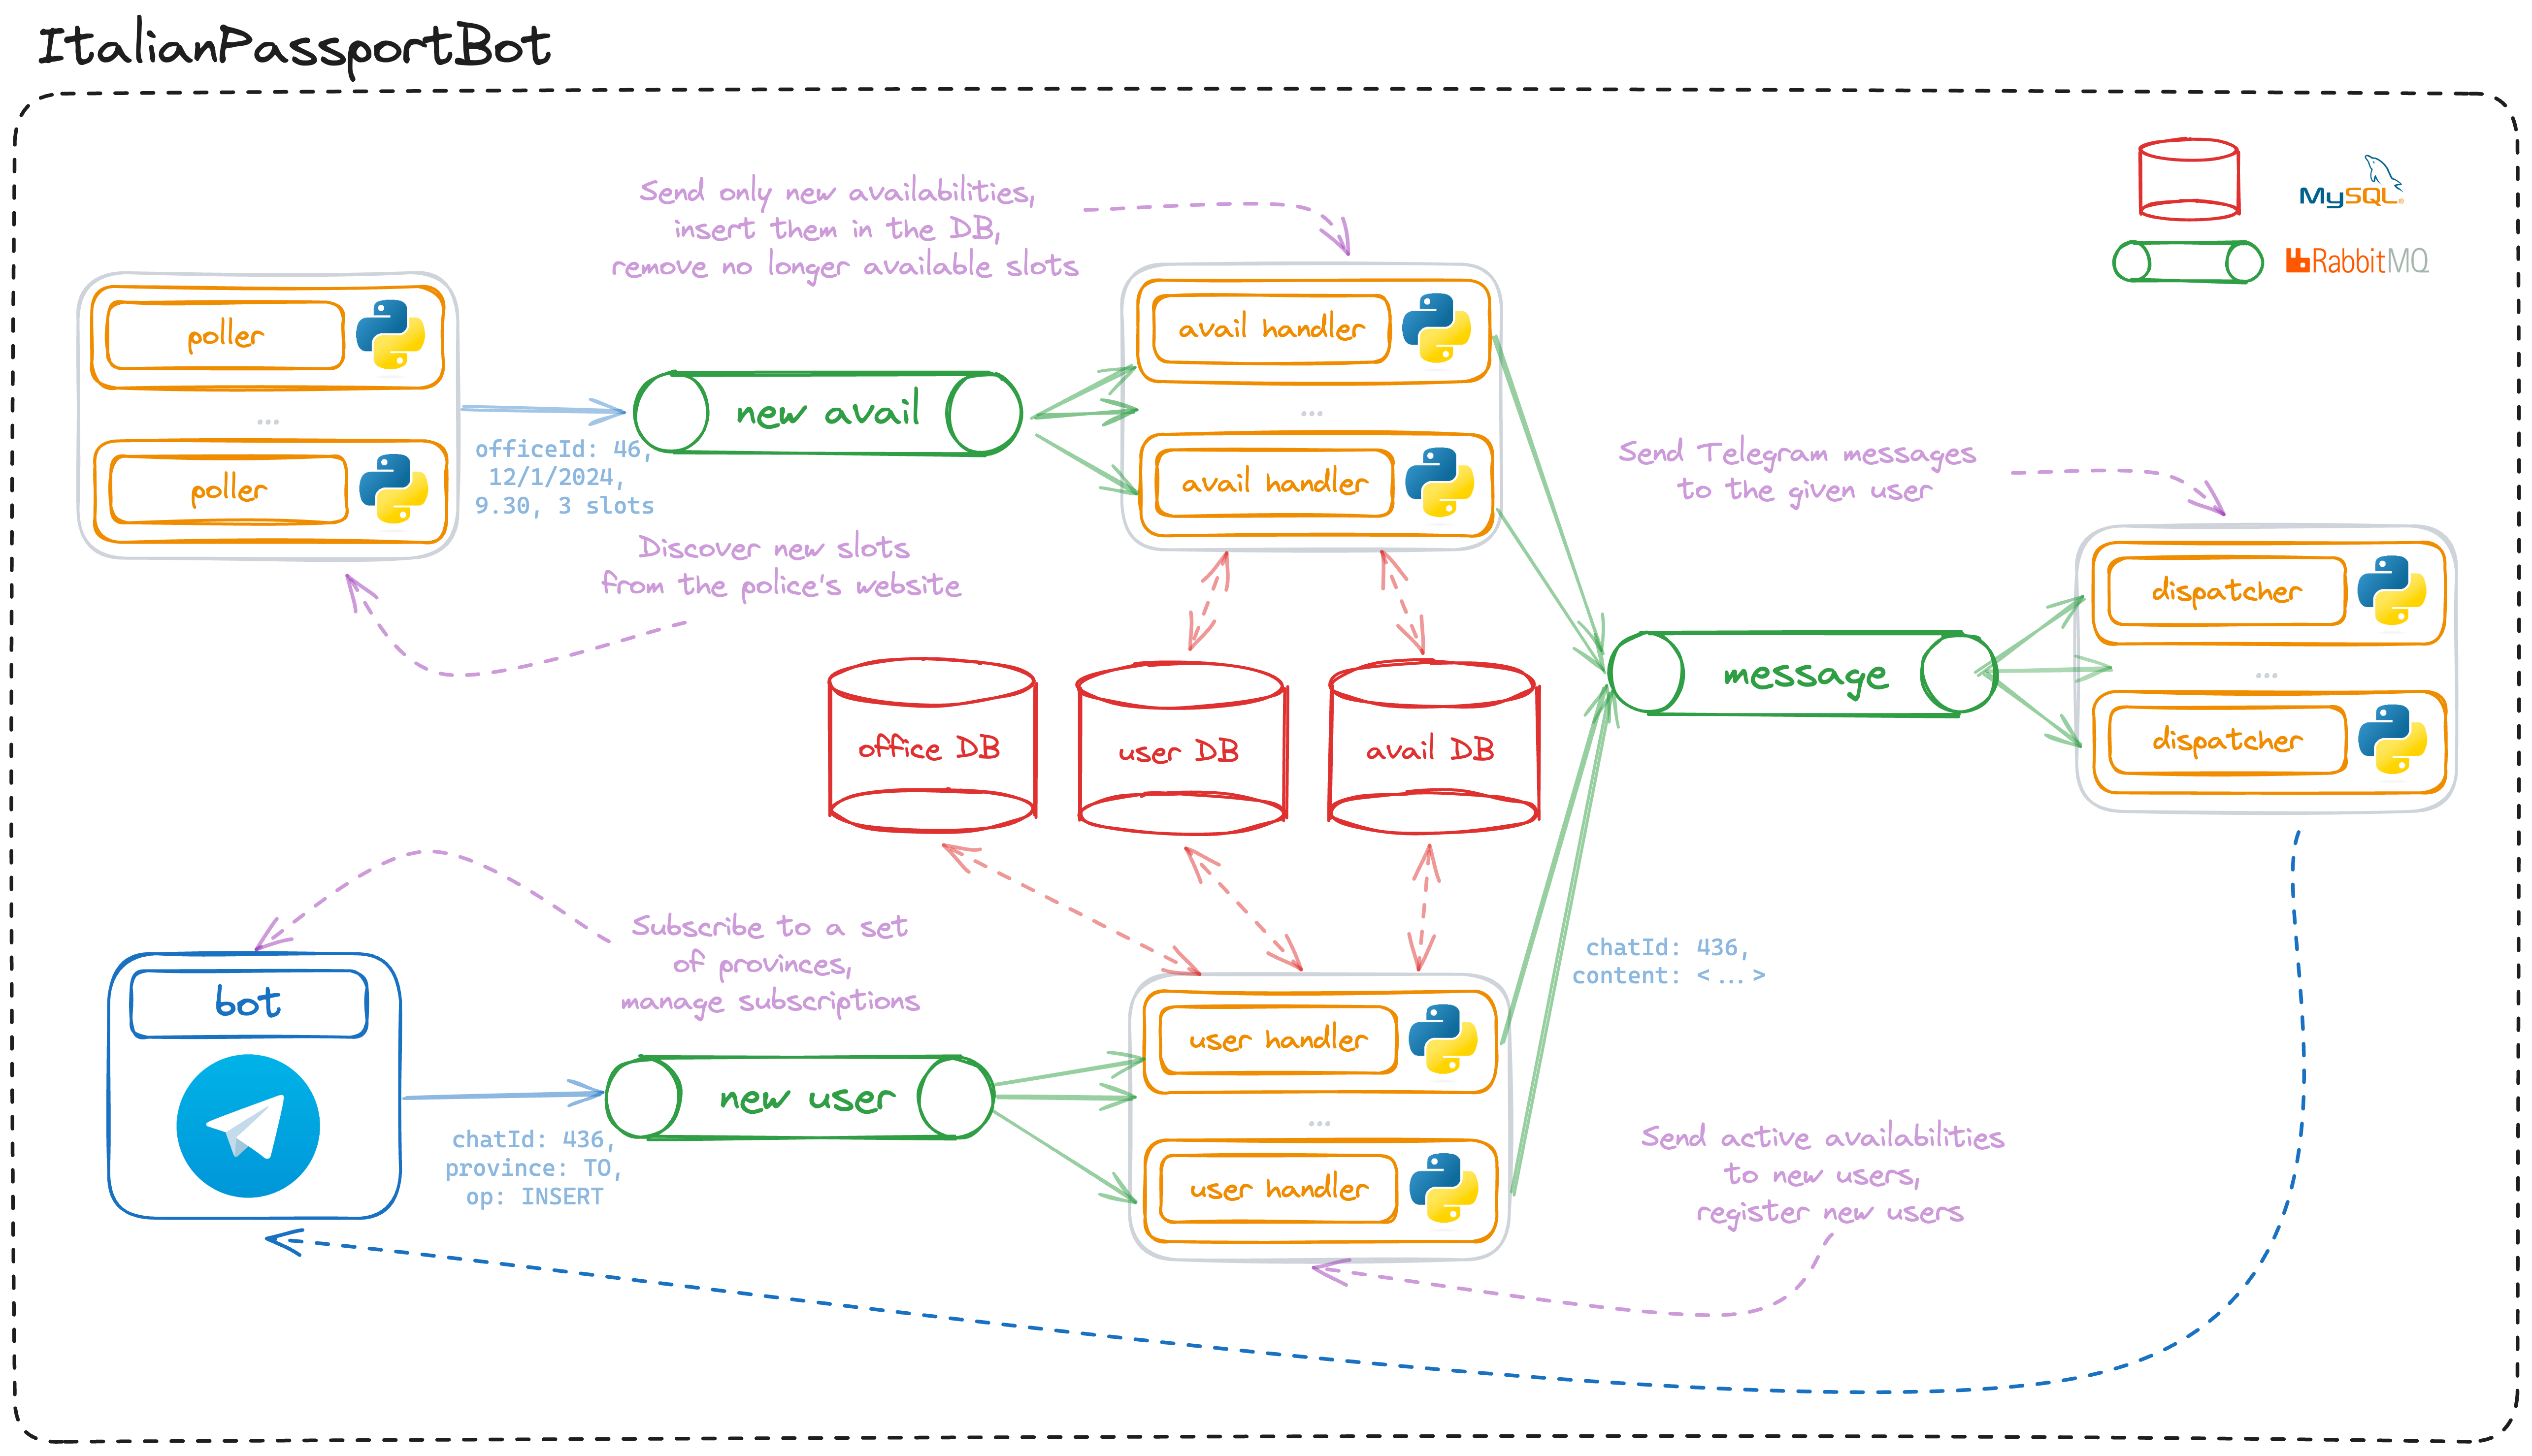 ItalianPassportBot
MySQL®
RabbitMQ
Send only new availabilities,
insert them in the DB,
remove no longer available slots
poller
...
poller
officeId: 46,
12/1/2024,
9.30, 3 slots
new avail
avail handler
...
avail handler
Discover new slots
from the police's website
Send Telegram messages
to the given user
office DB
user DB
avail DB
message
dispatcher
...
dispatcher
Subscribe to a set
of provinces,
manage subscriptions
bot
chatId: 436,
province: TO,
op: INSERT
new user
user handler
...
user handler
chatId: 436,
content: <...>
Send active availabilities
to new users,
register new users